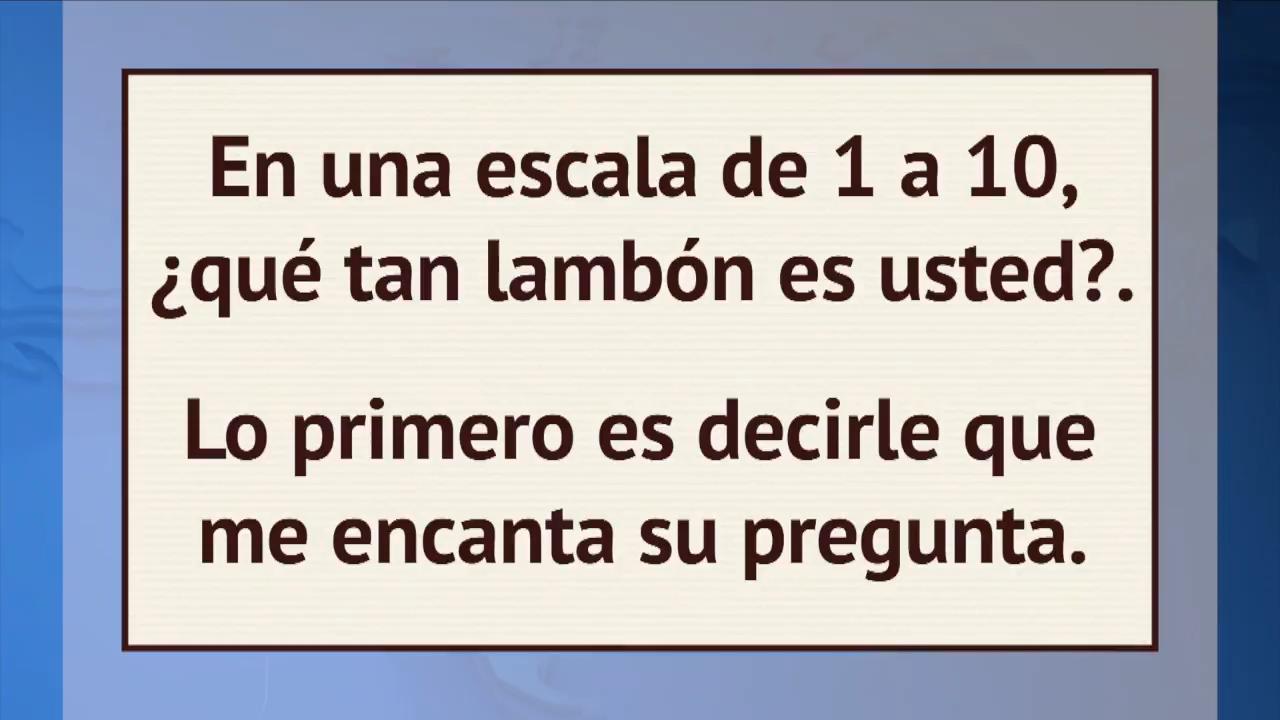 En una escala de 1 a 10,
¿qué tan lambón es usted?.
Lo primero es decirle que
me encanta su pregunta.